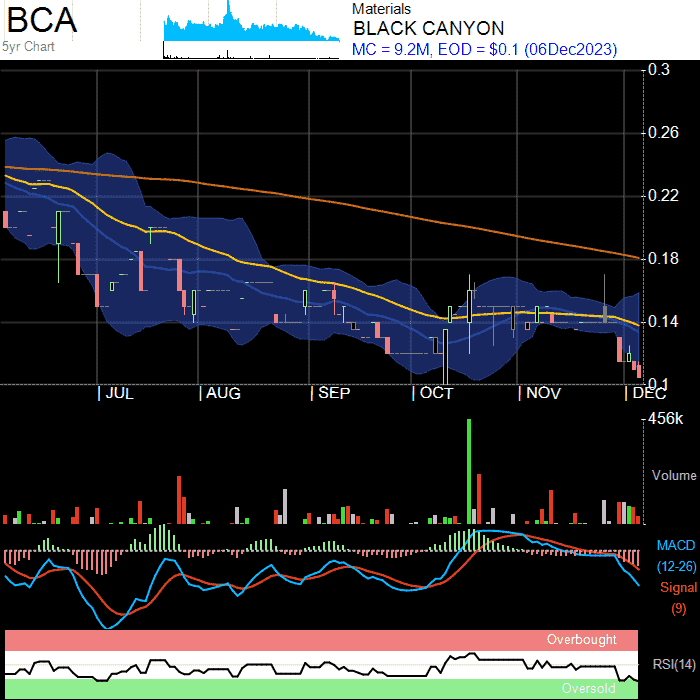 BCA
5yr Chart
Materials
BLACK CANYON
MC = 9.2M, EOD = $0.1 (06Dec2023)
0.3
0.26
0.22
0.18
0.14
0.1
| JUL | AUG | SEP | OCT | NOV | DEC
456k
Volume
MACD
(12-26)
Signal
(9)
Overbought
RSI(14)
Oversold